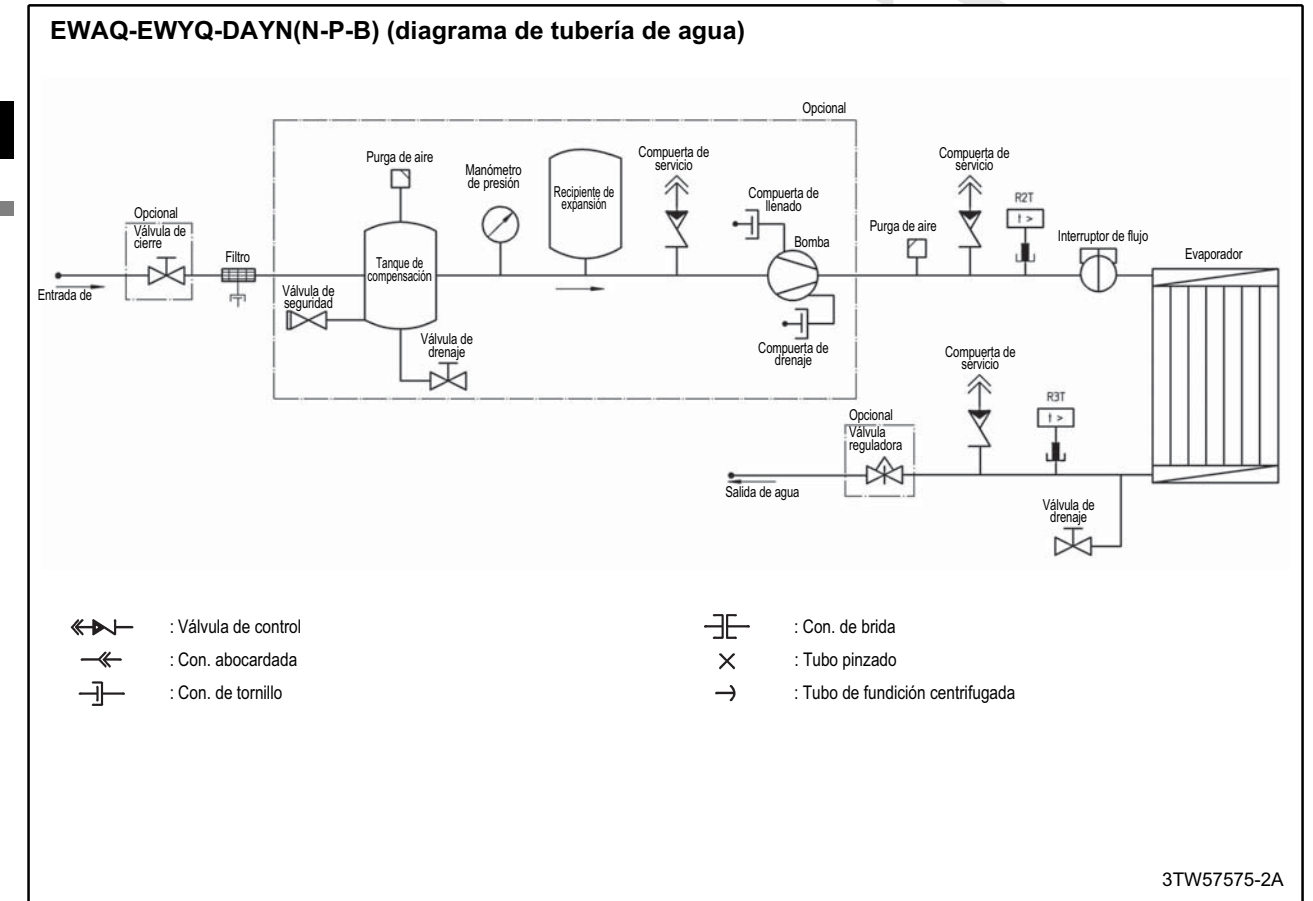 EWAQ-EWYQ-DAYN(N-P-B) (diagrama de tubería de agua)
Opcional
Purga de aire
Manómetro
de presión
Recipiente de
expansión
Compuerta de
servicio
Compuerta de
llenado
Bomba
Purga de aire
Compuerta de
servicio
R2T
t >
Interruptor de flujo
Evaporador
Opcional
Válvula de
cierre
Filtro
Entrada de
Tanque de
compensación
Válvula de
seguridad
Válvula de
drenaje
Compuerta de
drenaje
Compuerta de
servicio
R3T
t >
Opcional
Válvula
reguladora
Salida de agua
Válvula de
drenaje
: Válvula de control
: Con. abocardada
: Con. de tornillo
: Con. de brida
: Tubo pinzado
: Tubo de fundición centrifugada
3TW57575-2A